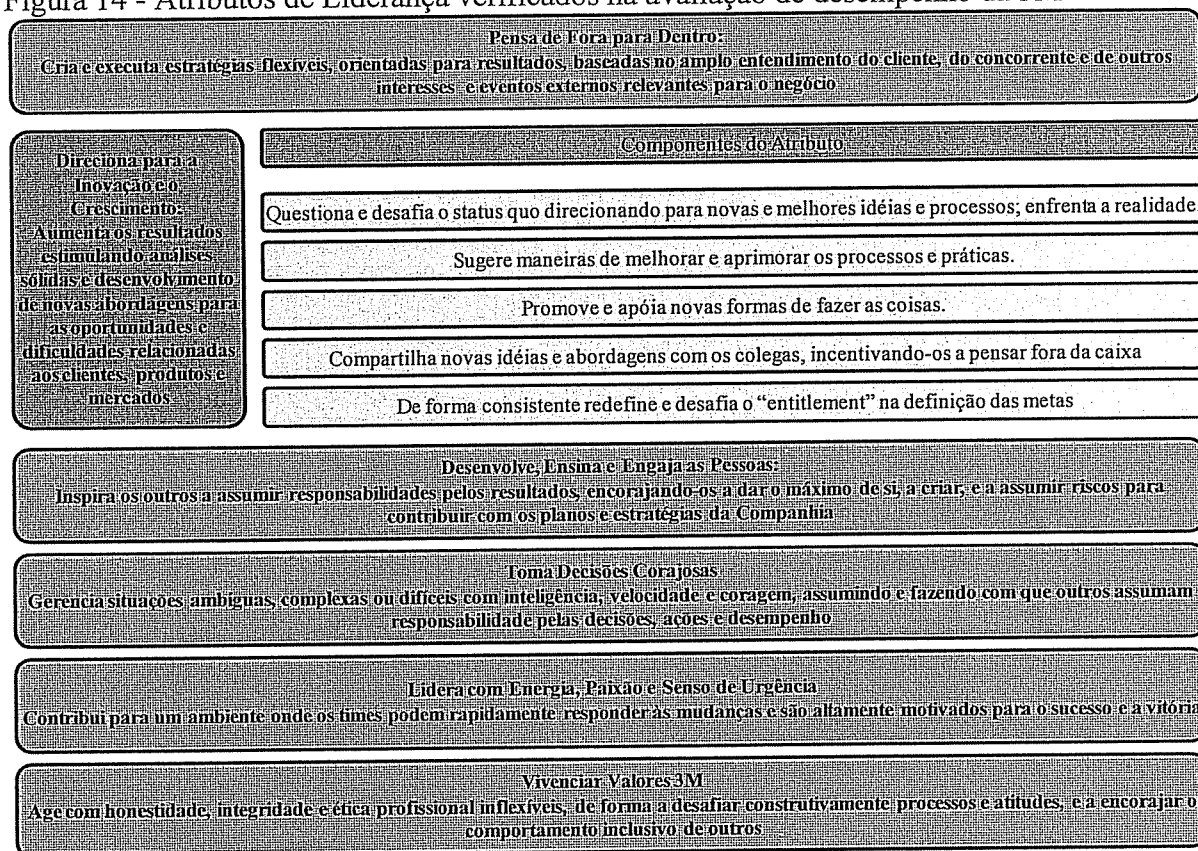 Figura 14 - Atributos de Liderança verificados na avaliação de desempenho da
Pensa de Fora para Dentro:
Cria e executa estratégias flexíveis, orientadas para resultados, baseadas no amplo entendimento do cliente, do concorrente e de outros
interesses e eventos externos relevantes para o negócio
Direciona para a
Inovação e o
Crescimento:
Aumenta os resultados
estimulando análises
sólidas e desenvolvimento
de novas abordagens para
as oportunidades e
dificuldades relacionadas
aos clientes, produtos e
mercados
Componentes do Atributo
Questiona e desafia o status quo direcionando para novas e melhores idéias e processos; enfrenta a realidade
Sugere maneiras de melhorar e aprimorar os processos e práticas.
Promove e apóia novas formas de fazer as coisas.
Compartilha novas idéias e abordagens com os colegas, incentivando-os a pensar fora da caixa
De forma consistente redefine e desafia o “entitlement” na definição das metas
Desenvolve, Ensina e Engaja as Pessoas:
Inspira os outros a assumir responsabilidades pelos resultados, encorajando-os a dar o máximo de si, a criar, e a assumir riscos para
contribuir com os planos e estratégias da Companhia
Toma Decisões Corajosas
Gerencia situações ambíguas, complexas ou difíceis com inteligência, velocidade e coragem, assumindo e fazendo com que outros assumam
responsabilidade pelas decisões, ações e desempenho
Lidera com Energia, Paixão e Senso de Urgência
Contribui para um ambiente onde os times podem rapidamente responder às mudanças e são altamente motivados para o sucesso e a vitória
Vivenciar Valores 3M
Age com honestidade, integridade e ética profissional inflexíveis, de forma a desafiar construtivamente processos e atitudes, e a encorajar o
comportamento inclusivo de outros